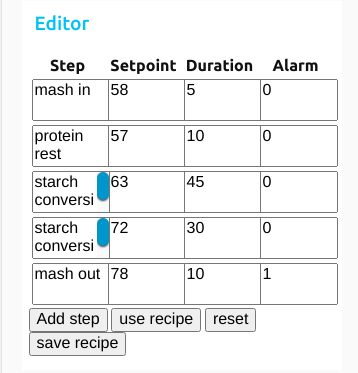 Editor
Step Setpoint Duration Alarm
mash in 58 5 0
protein
rest 57 10 0
starch
conversi 63 45 0
starch
conversi 72 30 0
mash out 78 10 1
Add step use recipe reset
save recipe